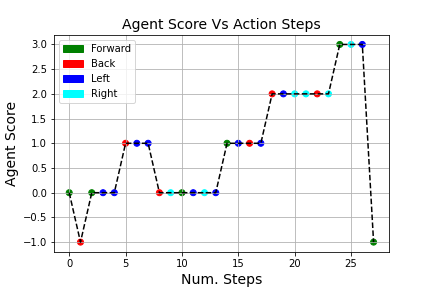 Agent Score Vs Action Steps
Forward
Back
Left
Right
Agent Score
3.0
2.5
2.0
1.5
1.0
0.5
0.0
−0.5
−1.0
0 5 10 15 20 25
Num. Steps